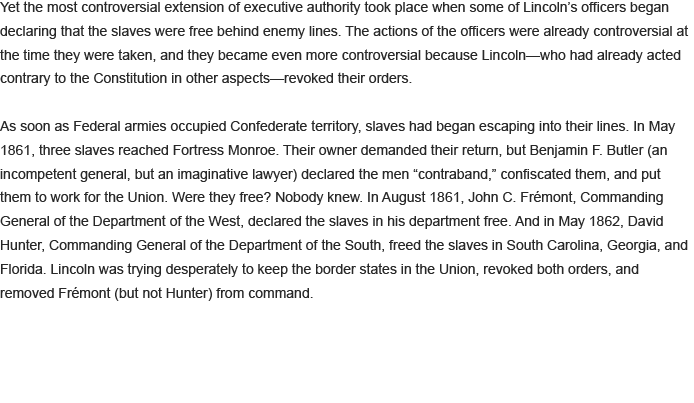 Yet the most controversial extension of executive authority took place when some of Lincoln’s officers began
declaring that the slaves were free behind enemy lines. The actions of the officers were already controversial at
the time they were taken, and they became even more controversial because Lincoln—who had already acted
contrary to the Constitution in other aspects—revoked their orders.

As soon as Federal armies occupied Confederate territory, slaves had began escaping into their lines. In May
1861, three slaves reached Fortress Monroe. Their owner demanded their return, but Benjamin F. Butler (an
incompetent general, but an imaginative lawyer) declared the men “contraband,” confiscated them, and put
them to work for the Union. Were they free? Nobody knew. In August 1861, John C. Frémont, Commanding
General of the Department of the West, declared the slaves in his department free. And in May 1862, David
Hunter, Commanding General of the Department of the South, freed the slaves in South Carolina, Georgia, and
Florida. Lincoln was trying desperately to keep the border states in the Union, revoked both orders, and
removed Frémont (but not Hunter) from command.